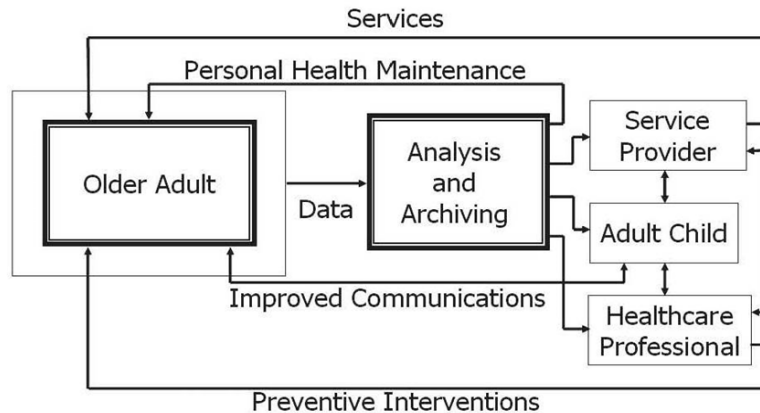 Services
Personal Health Maintenance
Older Adult
Data
Analysis
and
Archiving
Service
Provider
Adult Child
Improved Communications
Healthcare
Professional
Preventive Interventions